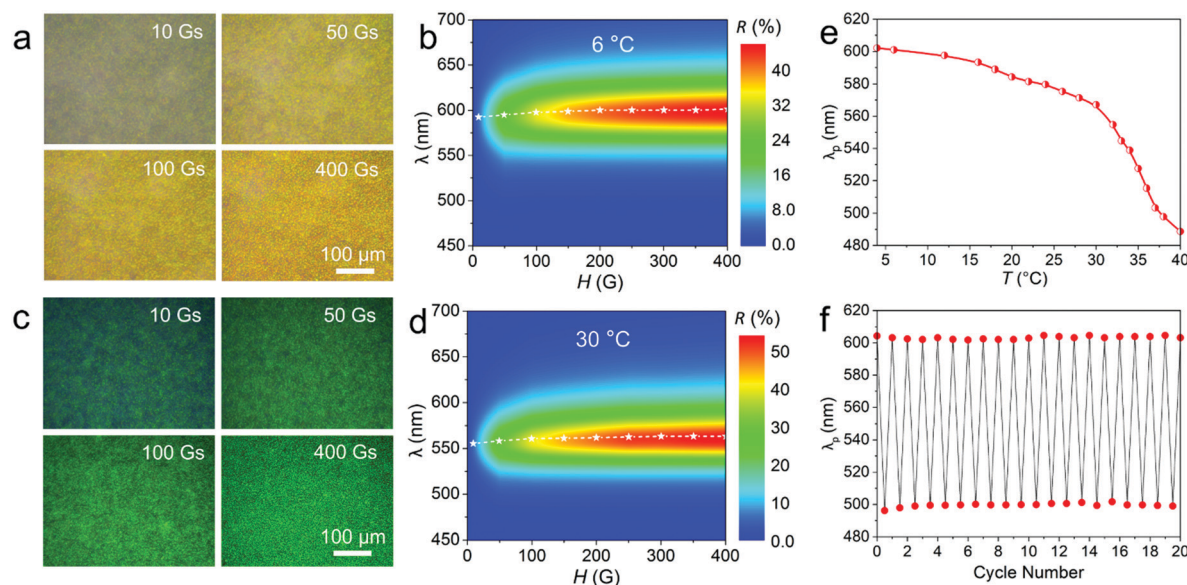 a
10 Gs
50 Gs
100 Gs
400 Gs
100 µm
b
6 °C
λ (nm)
700
650
600
550
500
450
0
100
200
300
400
H (G)
R (%)
40
32
24
16
8.0
0.0
e
λp (nm)
620
600
580
560
540
520
500
480
5
10
15
20
25
30
35
40
T (°C)
c
10 Gs
50 Gs
100 Gs
400 Gs
100 µm
d
30 °C
λ (nm)
700
650
600
550
500
450
0
100
200
300
400
H (G)
R (%)
50
40
30
20
10
0.0
f
λp (nm)
620
600
580
560
540
520
500
480
0
2
4
6
8
10
12
14
16
18
20
Cycle Number